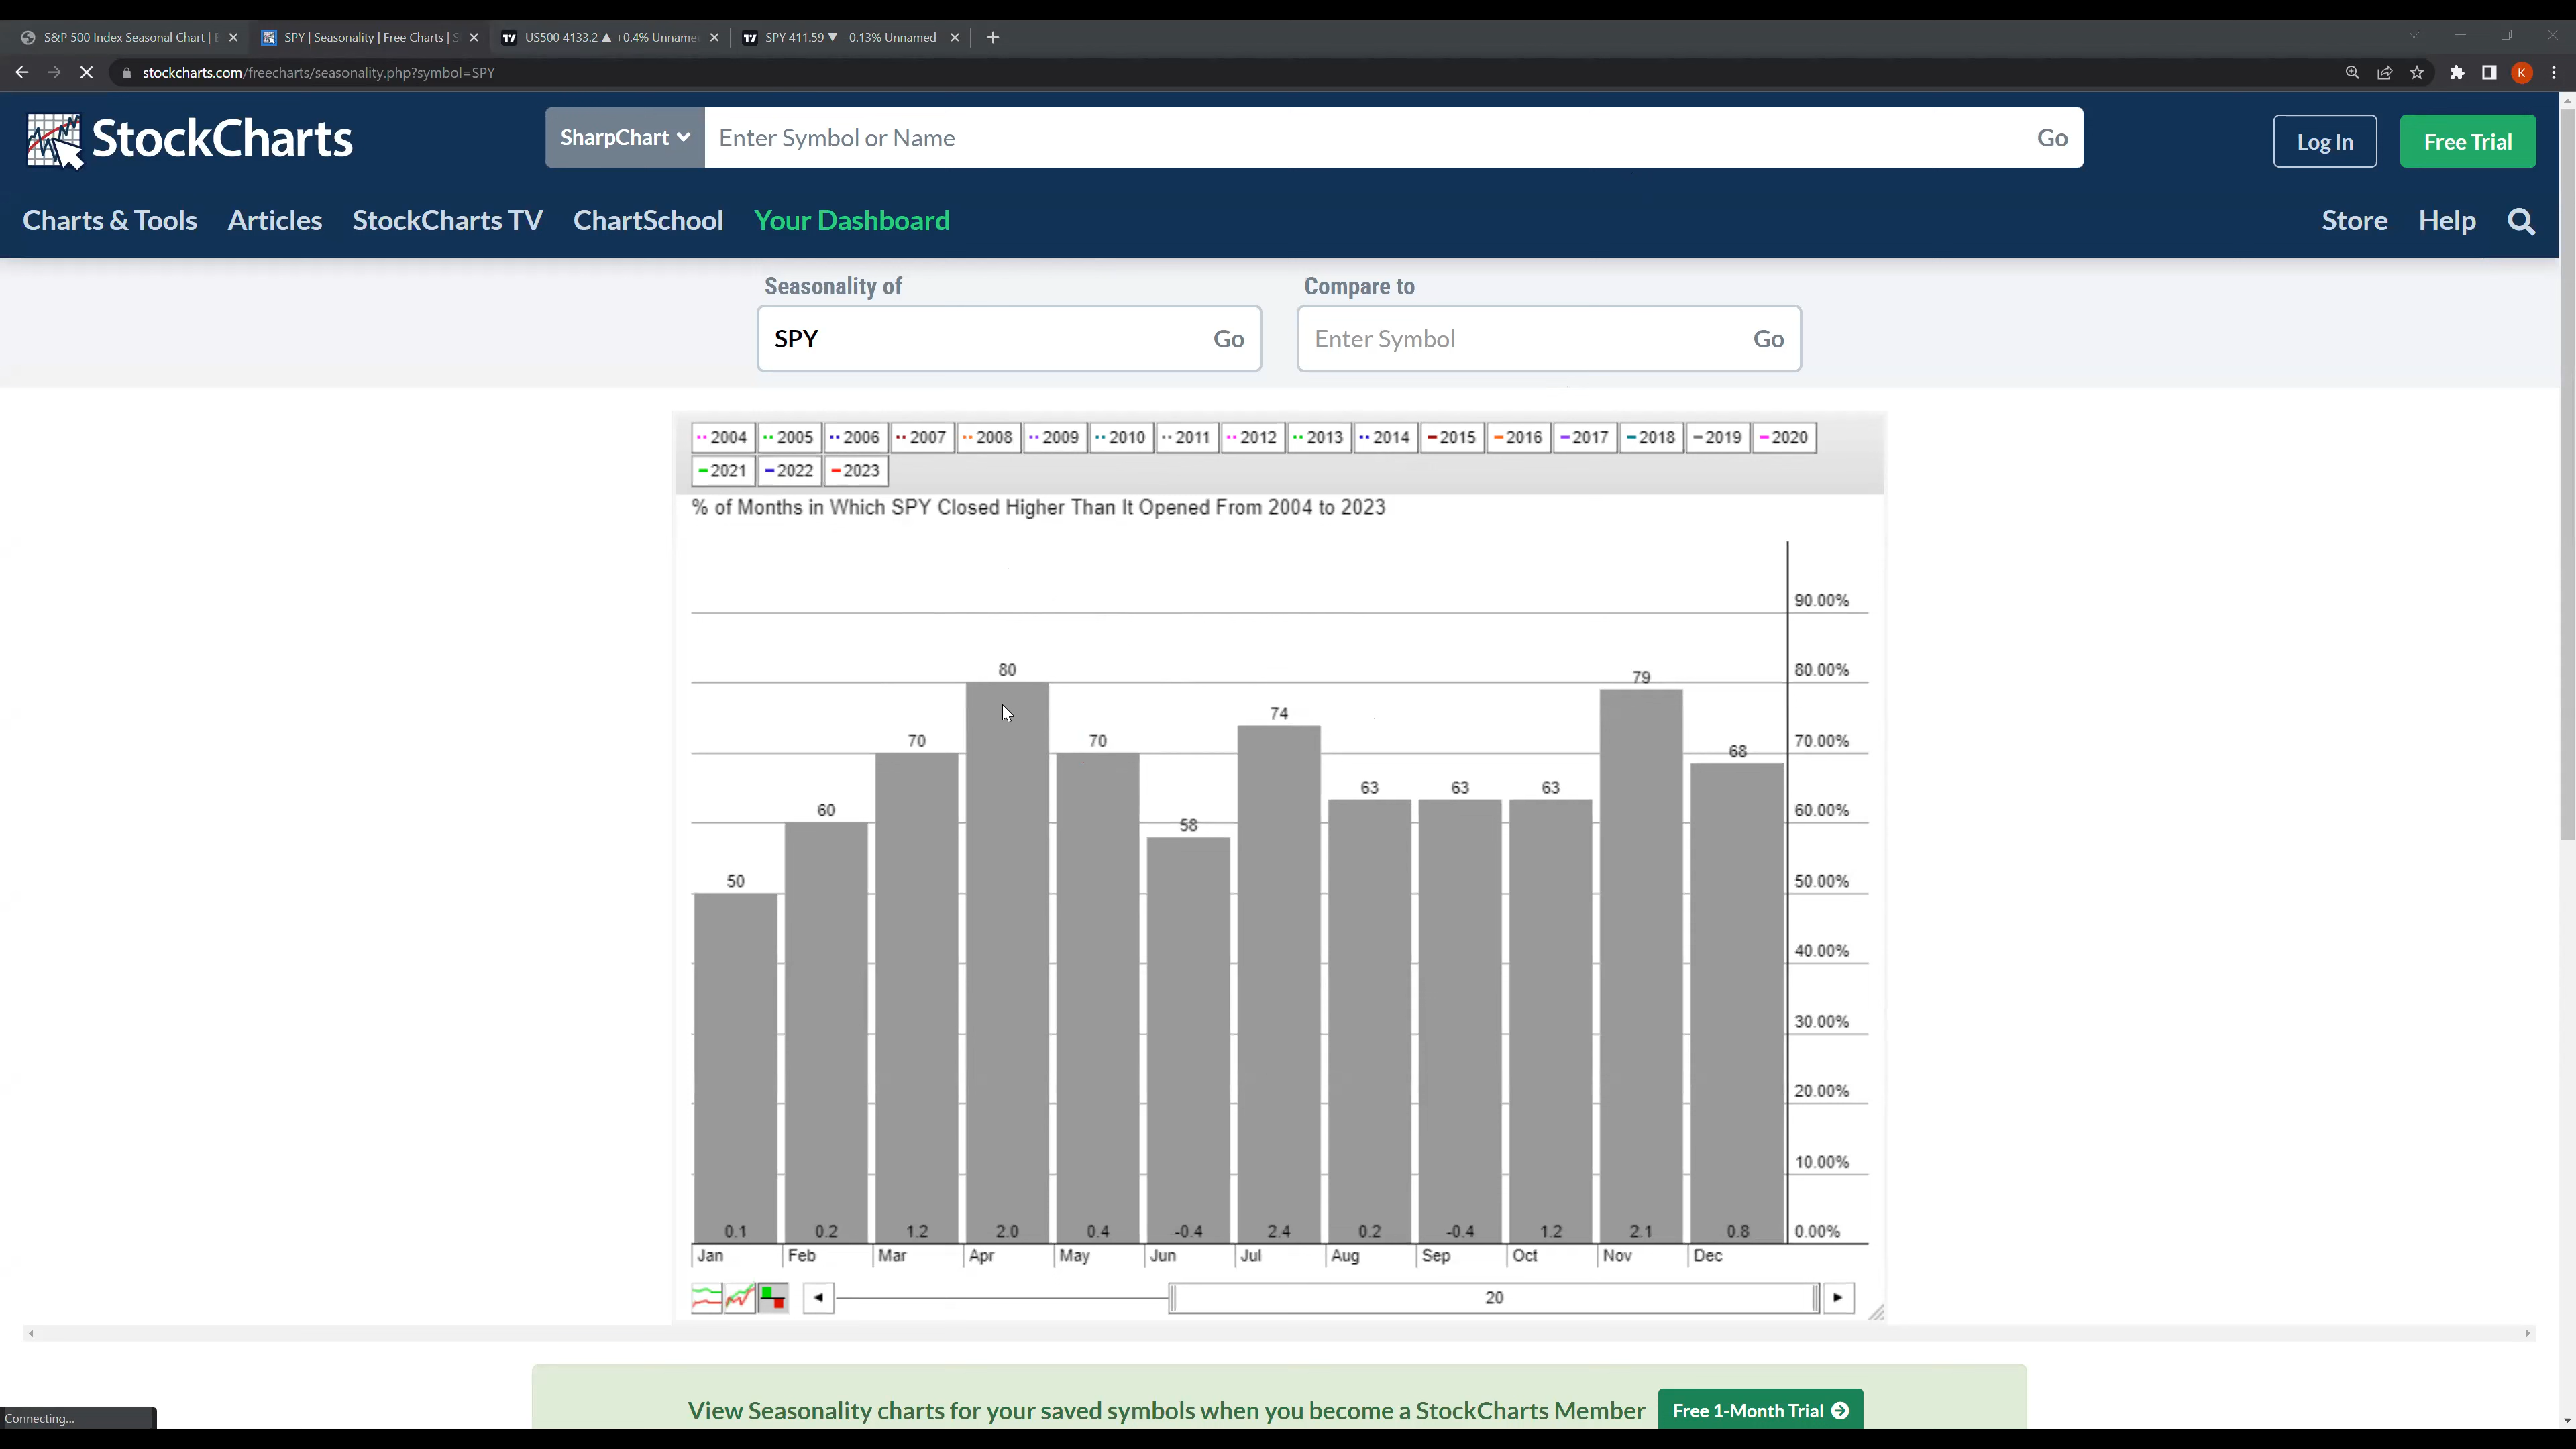 S&P 500 Index Seasonal Chart |
SPY | Seasonality | Free Charts | S
US500 4133.2 ▲ +0.4% Unname
SPY 411.59 ▼ −0.13% Unnamed
stockcharts.com/freecharts/seasonality.php?symbol=SPY
K
StockCharts
SharpChart
Enter Symbol or Name
Go
Log In
Free Trial
Charts & Tools
Articles
StockCharts TV
ChartSchool
Your Dashboard
Store
Help
Seasonality of
Compare to
SPY
Go
Enter Symbol
Go
2004 2005 2006 2007 2008 2009 2010 2011 2012 2013 2014 2015 2016 2017 2018 2019 2020
2021 2022 2023
% of Months in Which SPY Closed Higher Than It Opened From 2004 to 2023
90.00%
80 79 80.00%
74
70 70 68 70.00%
63 63 63
60 58 60.00%
50 50.00%
40.00%
30.00%
20.00%
10.00%
0.1 0.2 1.2 2.0 0.4 -0.4 2.4 0.2 -0.4 1.2 2.1 0.8 0.00%
Jan Feb Mar Apr May Jun Jul Aug Sep Oct Nov Dec
20
View Seasonality charts for your saved symbols when you become a StockCharts Member
Free 1-Month Trial
Connecting...